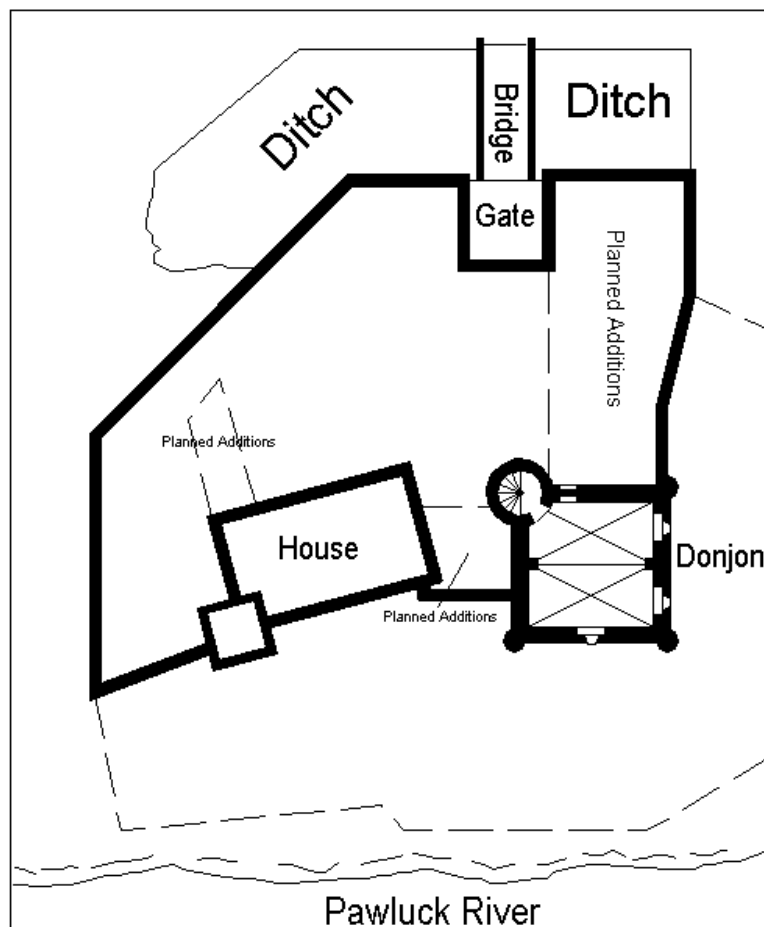 Ditch
Bridge
Ditch
Gate
Planned Additions
Planned Additions
House
Donjon
Planned Additions
Pawluck River